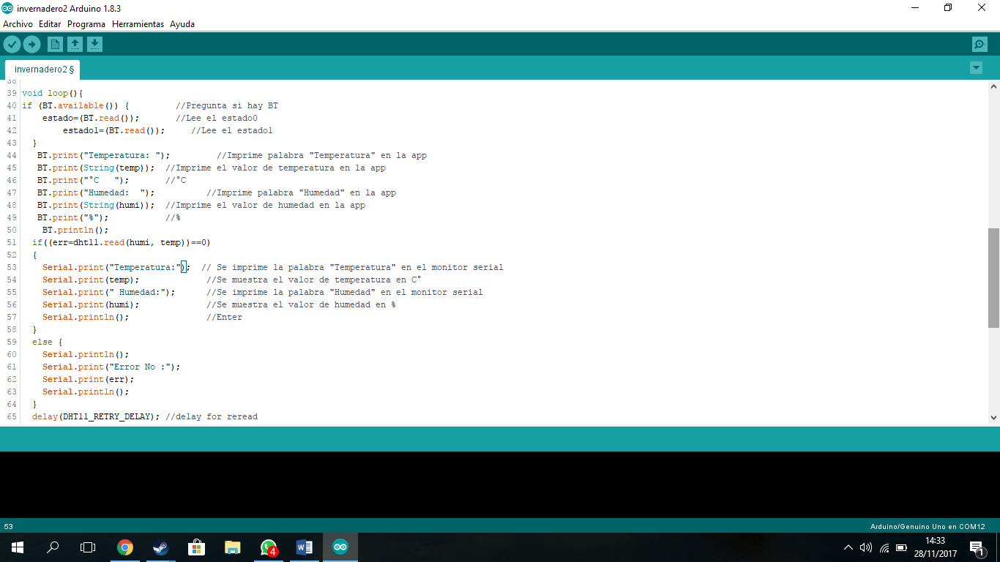 invernadero2 Arduino 1.8.3
Archivo Editar Programa Herramientas Ayuda
invernadero2 §
38
39 void loop(){
40 if (BT.available()) {         //Pregunta si hay BT
41     estado=(BT.read());       //Lee el estado0
42         estado1=(BT.read());     //Lee el estado1
43   }
44    BT.print("Temperatura: ");         //Imprime palabra "Temperatura" en la app
45    BT.print(String(temp));  //Imprime el valor de temperatura en la app
46    BT.print("°C   ");       //°C
47    BT.print("Humedad:  ");          //Imprime palabra "Humedad" en la app
48    BT.print(String(humi));  //Imprime el valor de humedad en la app
49    BT.print("%");           //%
50     BT.println();
51   if((err=dht11.read(humi, temp))==0)
52   {
53     Serial.print("Temperatura:");  // Se imprime la palabra "Temperatura" en el monitor serial
54     Serial.print(temp);             //Se muestra el valor de temperatura en C°
55     Serial.print(" Humedad:");      //Se imprime la palabra "Humedad" en el monitor serial
56     Serial.print(humi);             //Se muestra el valor de humedad en %
57     Serial.println();               //Enter
58   }
59   else {
60     Serial.println();
61     Serial.print("Error No :");
62     Serial.print(err);
63     Serial.println();
64   }
65   delay(DHT11_RETRY_DELAY); //delay for reread
53
Arduino/Genuino Uno en COM12
4
14:33
28/11/2017
1